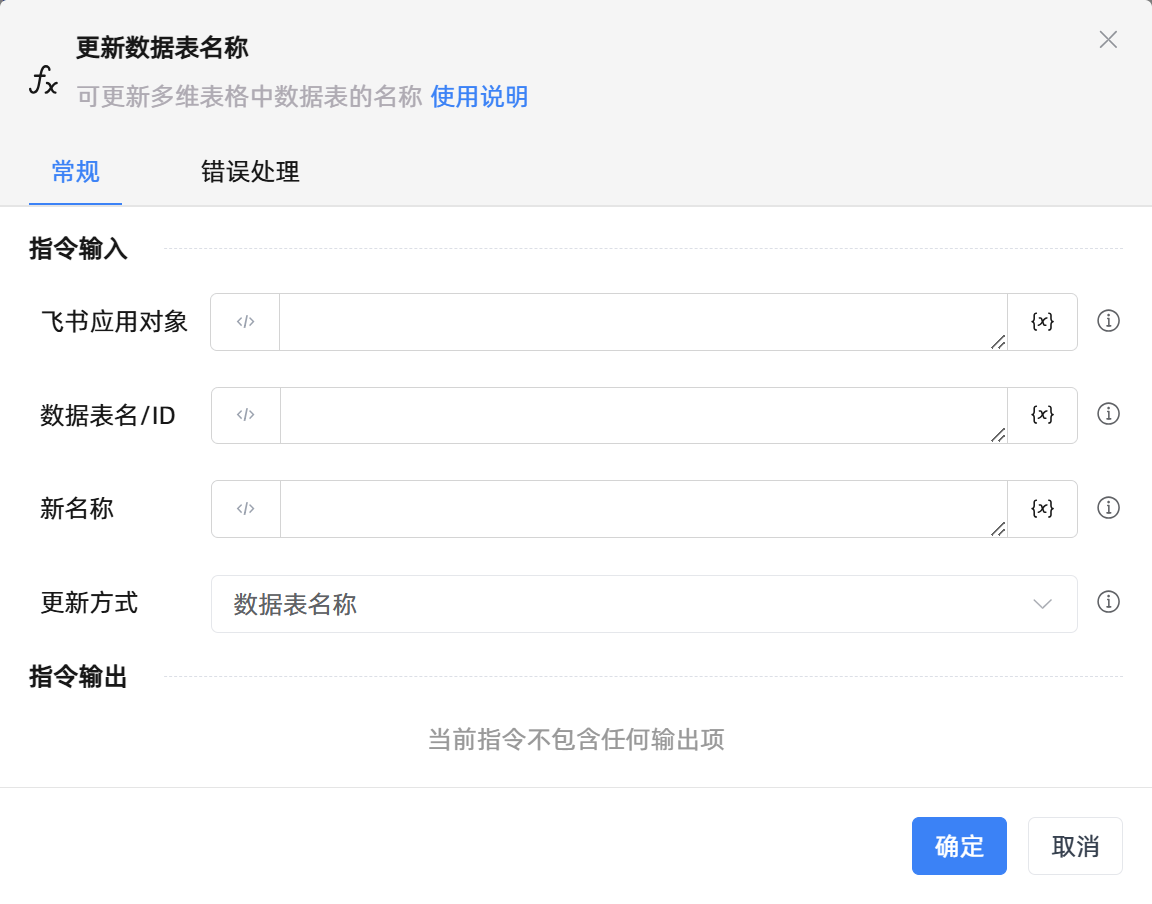 更新数据表名称
fx
可更新多维表格中数据表的名称 使用说明
常规 错误处理
指令输入
飞书应用对象 </> {x}
数据表名/ID </> {x}
新名称 </> {x}
更新方式 数据表名称
指令输出
当前指令不包含任何输出项
确定 取消